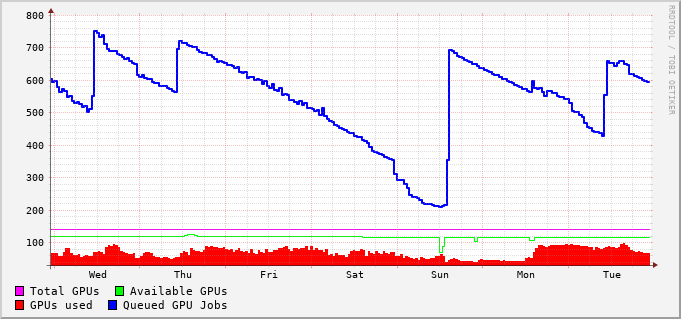 800
700
600
500
400
300
200
100
Wed Thu Fri Sat Sun Mon Tue
RRDTOOL / TOBI OETIKER
Total GPUs Available GPUs
GPUs used Queued GPU Jobs